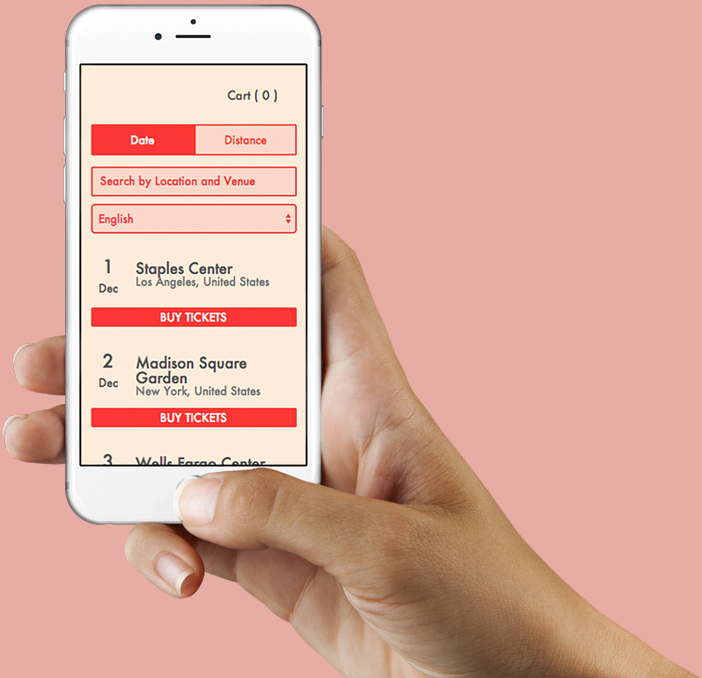 Cart ( 0 )
Date
Distance
Search by Location and Venue
English
1
Staples Center
Dec
Los Angeles, United States
BUY TICKETS
2
Madison Square
Garden
Dec
New York, United States
BUY TICKETS
3
Wells Fargo Center